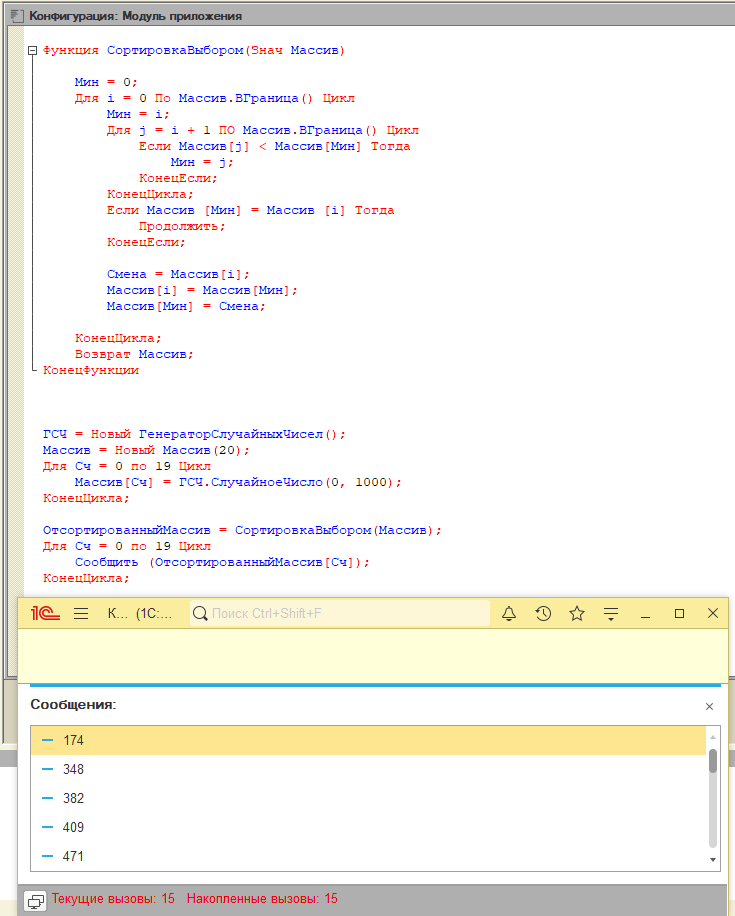 Конфигурация: Модуль приложения
Функция СортировкаВыбором(Знач Массив)
Мин = 0;
Для i = 0 По Массив.ВГраница() Цикл
Мин = i;
Для j = i + 1 ПО Массив.ВГраница() Цикл
Если Массив[j] < Массив[Мин] Тогда
Мин = j;
КонецЕсли;
КонецЦикла;
Если Массив [Мин] = Массив [i] Тогда
Продолжить;
КонецЕсли;
Смена = Массив[i];
Массив[i] = Массив[Мин];
Массив[Мин] = Смена;
КонецЦикла;
Возврат Массив;
КонецФункции
ГСЧ = Новый ГенераторСлучайныхЧисел();
Массив = Новый Массив(20);
Для Сч = 0 по 19 Цикл
Массив[Сч] = ГСЧ.СлучайноеЧисло(0, 1000);
КонецЦикла;
ОтсортированныйМассив = СортировкаВыбором(Массив);
Для Сч = 0 по 19 Цикл
Сообщить (ОтсортированныйМассив[Сч]);
КонецЦикла;
1С К... (1С:... Поиск Ctrl+Shift+F
Сообщения:
174
348
382
409
471
Текущие вызовы: 15 Накопленные вызовы: 15